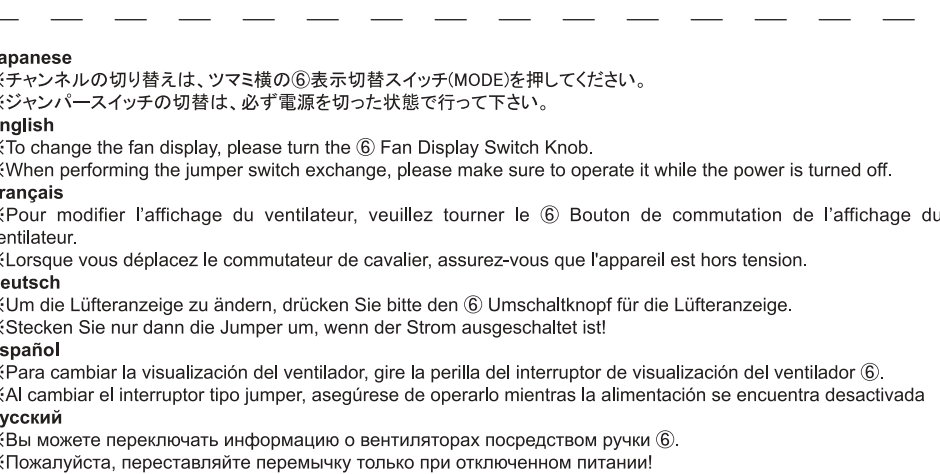 apanese
※チャンネルの切り替えは、ツマミ横の⑥表示切替スイッチ(MODE)を押してください。
※ジャンパースイッチの切替は、必ず電源を切った状態で行って下さい。
nglish
※To change the fan display, please turn the ⑥ Fan Display Switch Knob.
※When performing the jumper switch exchange, please make sure to operate it while the power is turned off.
rançais
※Pour modifier l'affichage du ventilateur, veuillez tourner le ⑥ Bouton de commutation de l'affichage du
entilateur.
※Lorsque vous déplacez le commutateur de cavalier, assurez-vous que l'appareil est hors tension.
eutsch
※Um die Lüfteranzeige zu ändern, drücken Sie bitte den ⑥ Umschaltknopf für die Lüfteranzeige.
※Stecken Sie nur dann die Jumper um, wenn der Strom ausgeschaltet ist!
spañol
※Para cambiar la visualización del ventilador, gire la perilla del interruptor de visualización del ventilador ⑥.
※Al cambiar el interruptor tipo jumper, asegúrese de operarlo mientras la alimentación se encuentra desactivada
усский
※Вы можете переключать информацию о вентиляторах посредством ручки ⑥.
※Пожалуйста, переставляйте перемычку только при отключенном питании!